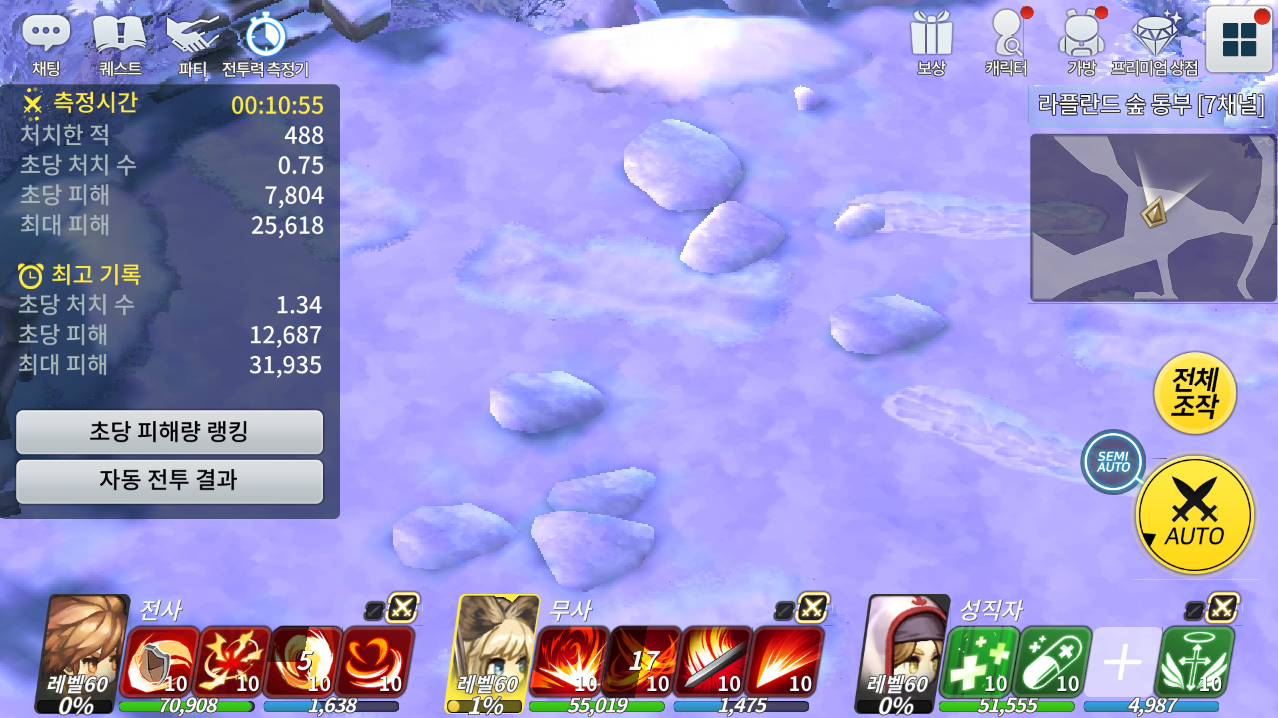 채팅
퀘스트
파티
전투력 측정기
보상
캐릭터
가방
프리미엄 상점
측정시간 00:10:55
처치한 적 488
초당 처치 수 0.75
초당 피해 7,804
최대 피해 25,618
최고 기록
초당 처치 수 1.34
초당 피해 12,687
최대 피해 31,935
초당 피해량 랭킹
자동 전투 결과
라플란드 숲 동부 [7채널]
전체
조작
SEMI
AUTO
AUTO
전사
레벨60
0%
10
10
5
10
10
70,908
1,638
무사
레벨60
1%
10
17
10
10
10
55,019
1,475
성직자
레벨60
0%
10
10
10
51,555
4,987